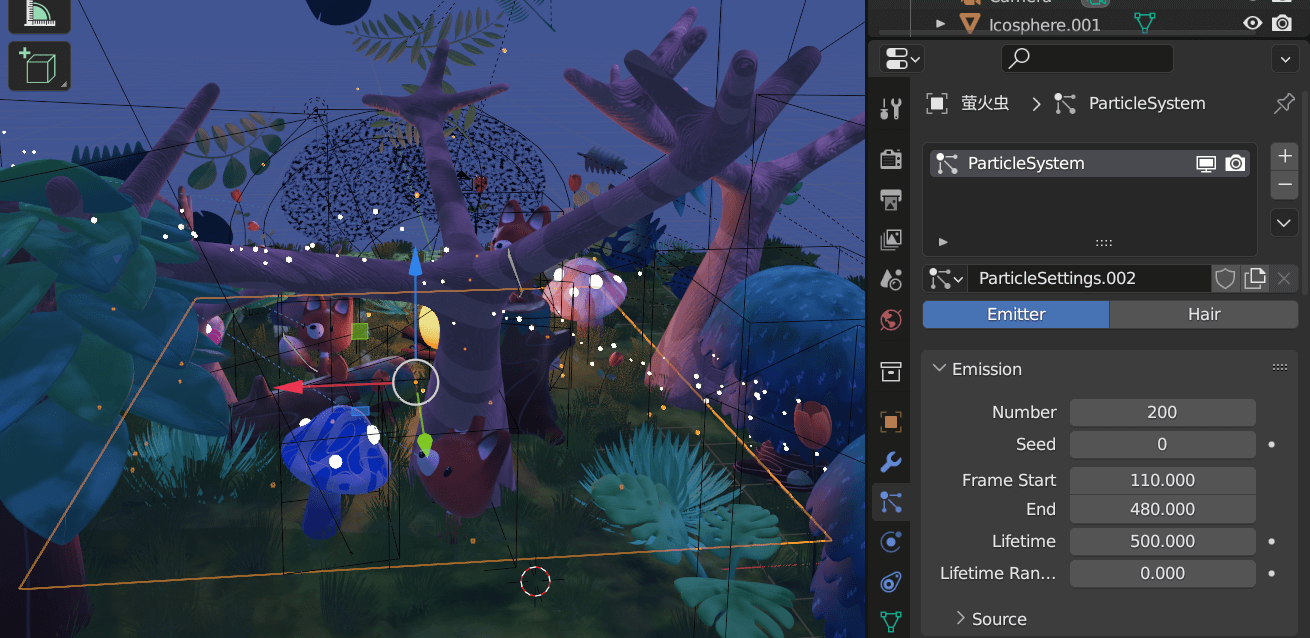 Camera
Icosphere.001
萤火虫
ParticleSystem
ParticleSystem
ParticleSettings.002
Emitter
Hair
Emission
Number 200
Seed 0
Frame Start 110.000
End 480.000
Lifetime 500.000
Lifetime Ran... 0.000
Source